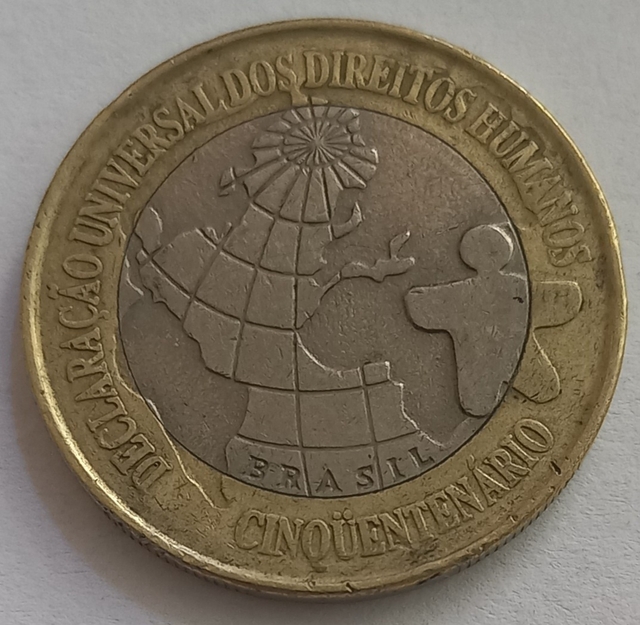 DECLARAÇÃO UNIVERSAL DOS DIREITOS HUMANOS
BRASIL
CINQÜENTENÁRIO